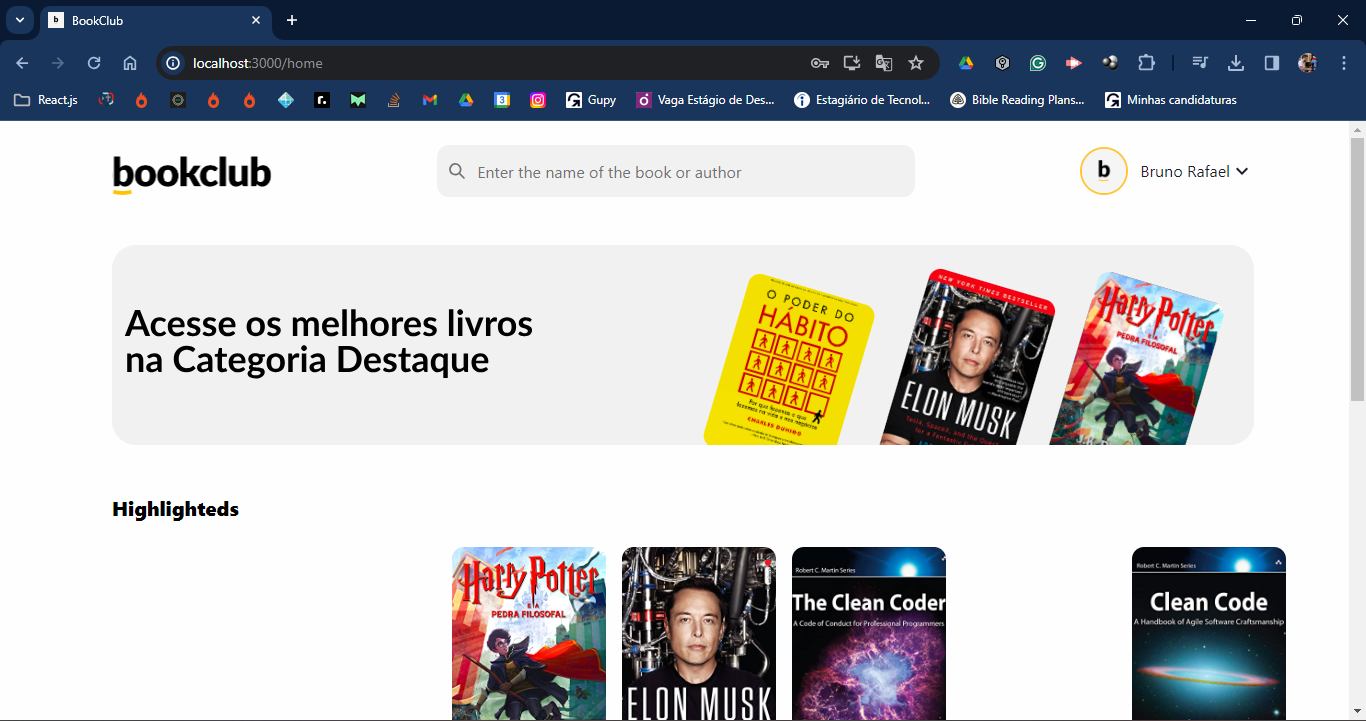 b BookClub
localhost:3000/home
React.js
Gupy
Vaga Estágio de Des...
Estagiário de Tecnol...
Bible Reading Plans...
Minhas candidaturas
bookclub
Enter the name of the book or author
b
Bruno Rafael
Acesse os melhores livros
na Categoria Destaque
O PODER DO
HÁBITO
Por que fazemos o que
fazemos na vida e nos negócios
CHARLES DUHIGG
NEW YORK TIMES BESTSELLER
ELON MUSK
Tesla, SpaceX, and the Quest
for a Fantastic
Harry Potter
E A
PEDRA FILOSOFAL
Highlighteds
Harry Potter
E A
PEDRA FILOSOFAL
ELON MUSK
Robert C. Martin Series
The Clean Coder
A Code of Conduct for Professional Programmers
Robert C. Martin Series
Clean Code
A Handbook of Agile Software Craftsmanship